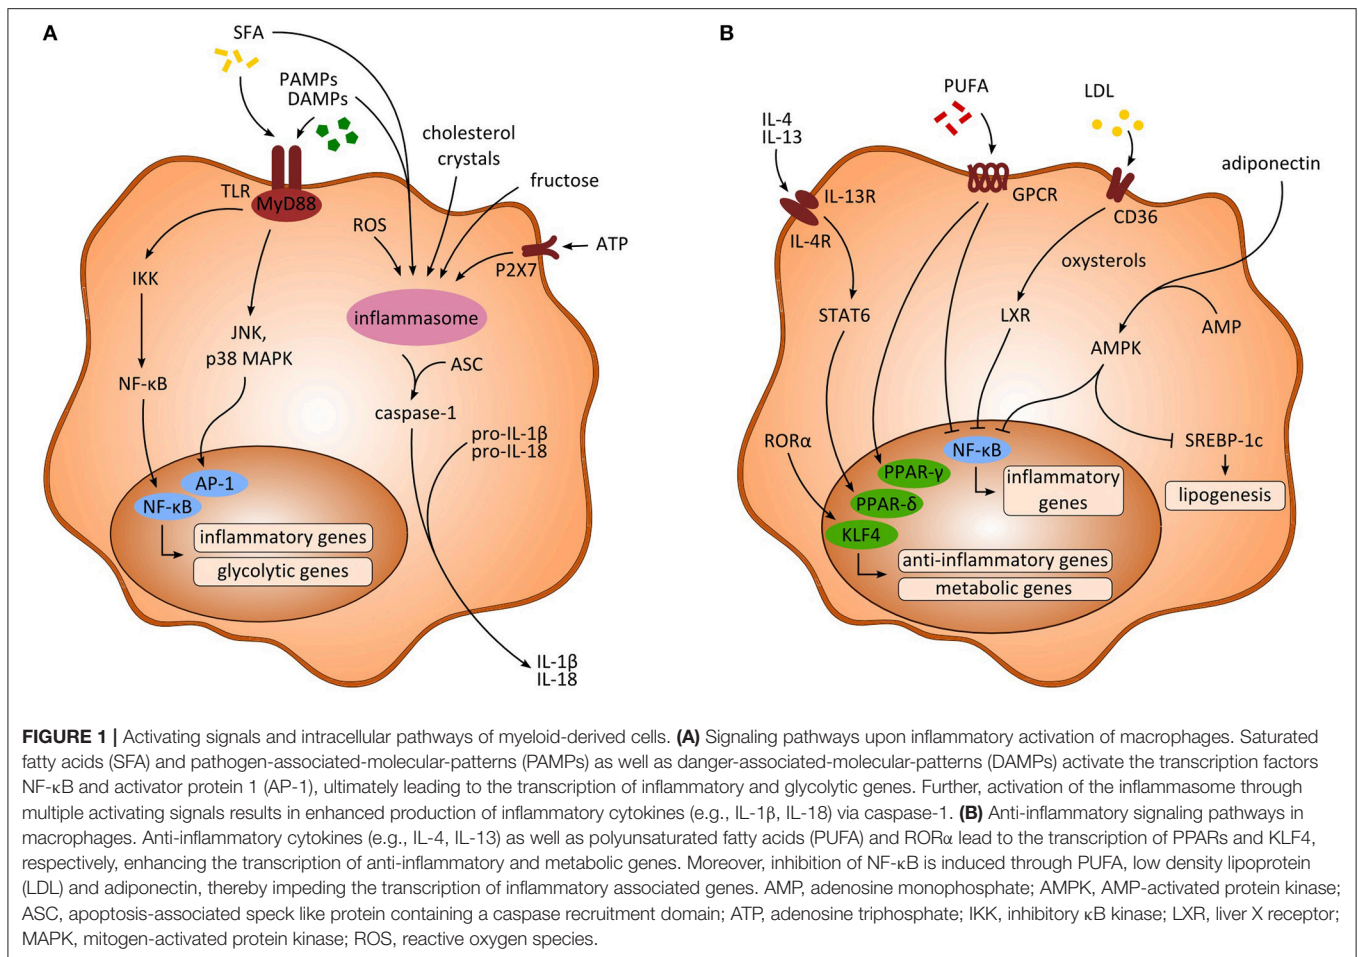 A
SFA
PAMPs
DAMPs
cholesterol
crystals
fructose
TLR
MyD88
ROS
ATP
P2X7
IKK
inflammasome
JNK,
p38 MAPK
ASC
NF-κB
caspase-1
pro-IL-1β
pro-IL-18
AP-1
NF-κB
inflammatory genes
glycolytic genes
IL-1β
IL-18
B
PUFA
LDL
IL-4
IL-13
adiponectin
IL-13R
GPCR
CD36
IL-4R
oxysterols
STAT6
LXR
AMP
AMPK
RORα
NF-κB
SREBP-1c
PPAR-γ
inflammatory
genes
lipogenesis
PPAR-δ
KLF4
anti-inflammatory genes
metabolic genes
FIGURE 1 | Activating signals and intracellular pathways of myeloid-derived cells. (A) Signaling pathways upon inflammatory activation of macrophages. Saturated
fatty acids (SFA) and pathogen-associated-molecular-patterns (PAMPs) as well as danger-associated-molecular-patterns (DAMPs) activate the transcription factors
NF-κB and activator protein 1 (AP-1), ultimately leading to the transcription of inflammatory and glycolytic genes. Further, activation of the inflammasome through
multiple activating signals results in enhanced production of inflammatory cytokines (e.g., IL-1β, IL-18) via caspase-1. (B) Anti-inflammatory signaling pathways in
macrophages. Anti-inflammatory cytokines (e.g., IL-4, IL-13) as well as polyunsaturated fatty acids (PUFA) and RORα lead to the transcription of PPARs and KLF4,
respectively, enhancing the transcription of anti-inflammatory and metabolic genes. Moreover, inhibition of NF-κB is induced through PUFA, low density lipoprotein
(LDL) and adiponectin, thereby impeding the transcription of inflammatory associated genes. AMP, adenosine monophosphate; AMPK, AMP-activated protein kinase;
ASC, apoptosis-associated speck like protein containing a caspase recruitment domain; ATP, adenosine triphosphate; IKK, inhibitory κB kinase; LXR, liver X receptor;
MAPK, mitogen-activated protein kinase; ROS, reactive oxygen species.